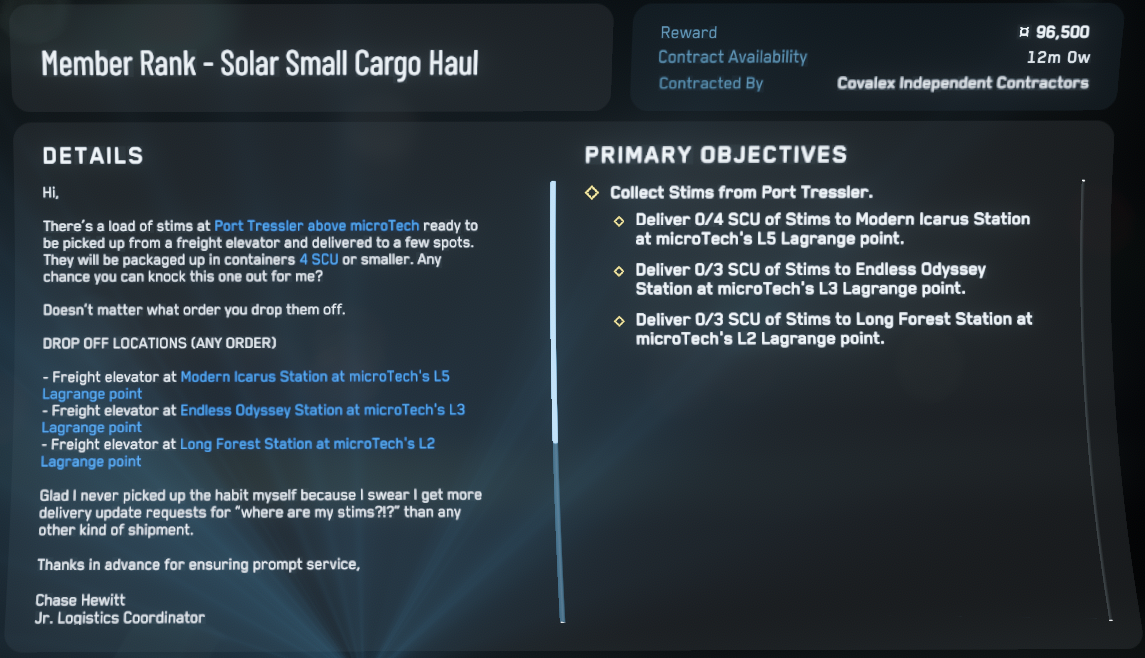 Member Rank - Solar Small Cargo Haul
Reward ¤ 96,500
Contract Availability 12m 0w
Contracted By Covalex Independent Contractors
DETAILS
Hi,
There's a load of stims at Port Tressler above microTech ready to
be picked up from a freight elevator and delivered to a few spots.
They will be packaged up in containers 4 SCU or smaller. Any
chance you can knock this one out for me?
Doesn't matter what order you drop them off.
DROP OFF LOCATIONS (ANY ORDER)
- Freight elevator at Modern Icarus Station at microTech's L5
Lagrange point
- Freight elevator at Endless Odyssey Station at microTech's L3
Lagrange point
- Freight elevator at Long Forest Station at microTech's L2
Lagrange point
Glad I never picked up the habit myself because I swear I get more
delivery update requests for "where are my stims?!?" than any
other kind of shipment.
Thanks in advance for ensuring prompt service,
Chase Hewitt
Jr. Logistics Coordinator
PRIMARY OBJECTIVES
Collect Stims from Port Tressler.
Deliver 0/4 SCU of Stims to Modern Icarus Station
at microTech's L5 Lagrange point.
Deliver 0/3 SCU of Stims to Endless Odyssey
Station at microTech's L3 Lagrange point.
Deliver 0/3 SCU of Stims to Long Forest Station at
microTech's L2 Lagrange point.